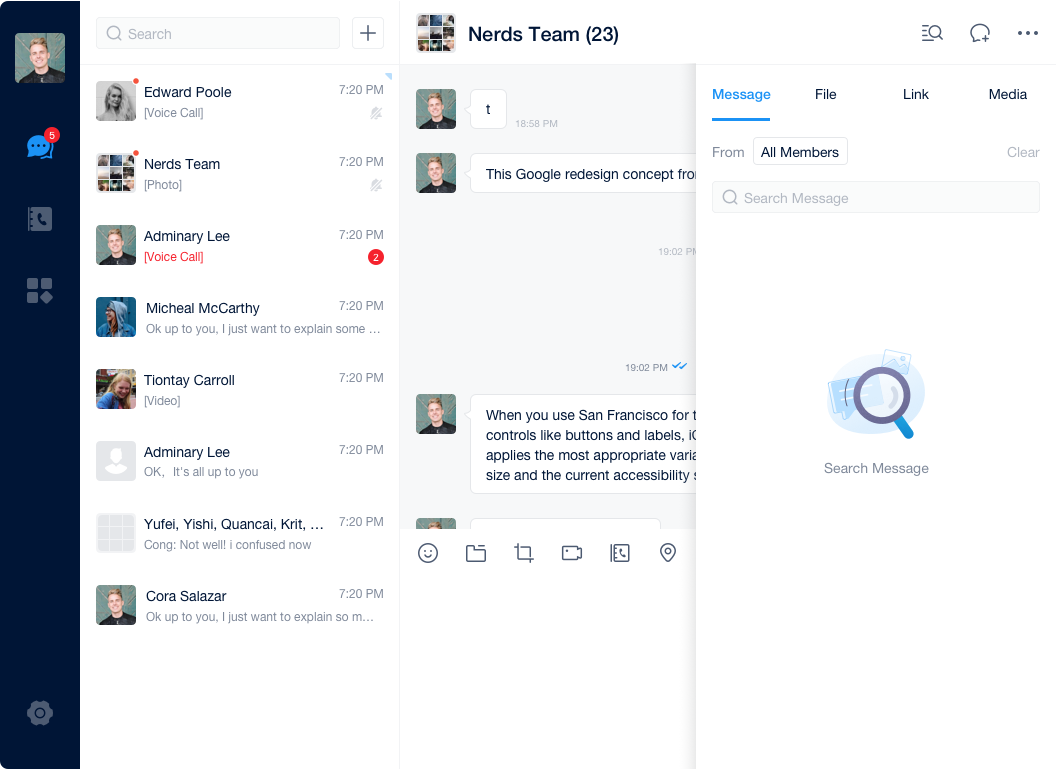 5
Search
Edward Poole
7:20 PM
[Voice Call]
Nerds Team
7:20 PM
[Photo]
Adminary Lee
7:20 PM
[Voice Call]
2
Micheal McCarthy
7:20 PM
Ok up to you, I just want to explain some ...
Tiontay Carroll
7:20 PM
[Video]
Adminary Lee
7:20 PM
OK， It's all up to you
Yufei, Yishi, Quancai, Krit, ...
7:20 PM
Cong: Not well! i confused now
Cora Salazar
7:20 PM
Ok up to you, I just want to explain so m...
Nerds Team (23)
t
18:58 PM
This Google redesign concept
19:02
19:02 PM
When you use San Francisco for
controls like buttons and labels,
applies the most appropriate
size and the current accessibility
Message
File
Link
Media
From
All Members
Clear
Search Message
Search Message